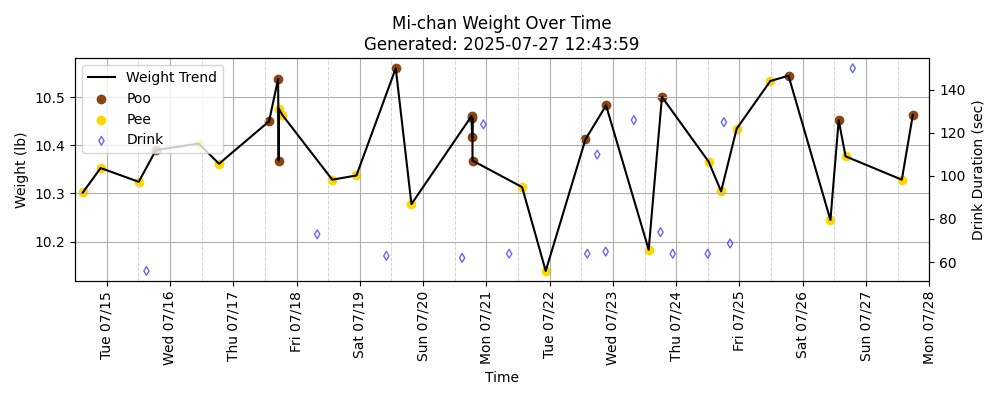 Mi-chan Weight Over Time
Generated: 2025-07-27 12:43:59
Weight Trend
Poo
Pee
Drink
Weight (lb)
10.5
10.4
10.3
10.2
Drink Duration (sec)
140
120
100
80
60
Tue 07/15
Wed 07/16
Thu 07/17
Fri 07/18
Sat 07/19
Sun 07/20
Mon 07/21
Tue 07/22
Wed 07/23
Thu 07/24
Fri 07/25
Sat 07/26
Sun 07/27
Mon 07/28
Time